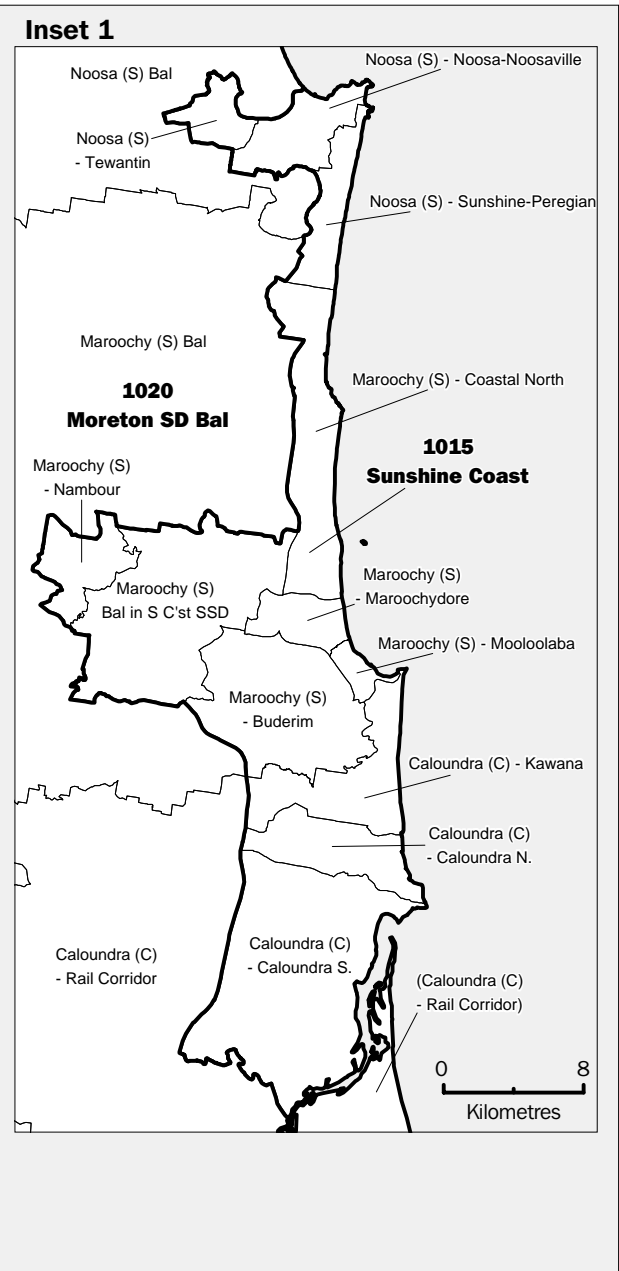 Inset 1
Noosa (S) - Noosa-Noosaville
Noosa (S) Bal
Noosa (S)
- Tewantin
Noosa (S) - Sunshine-Peregian
Maroochy (S) Bal
1020
Moreton SD Bal
Maroochy (S) - Coastal North
1015
Sunshine Coast
Maroochy (S)
- Nambour
Maroochy (S)
Bal in S C'st SSD
Maroochy (S)
- Maroochydore
Maroochy (S) - Mooloolaba
Maroochy (S)
- Buderim
Caloundra (C) - Kawana
Caloundra (C)
- Caloundra N.
Caloundra (C)
- Rail Corridor
Caloundra (C)
- Caloundra S.
(Caloundra (C)
- Rail Corridor)
0 8
Kilometres